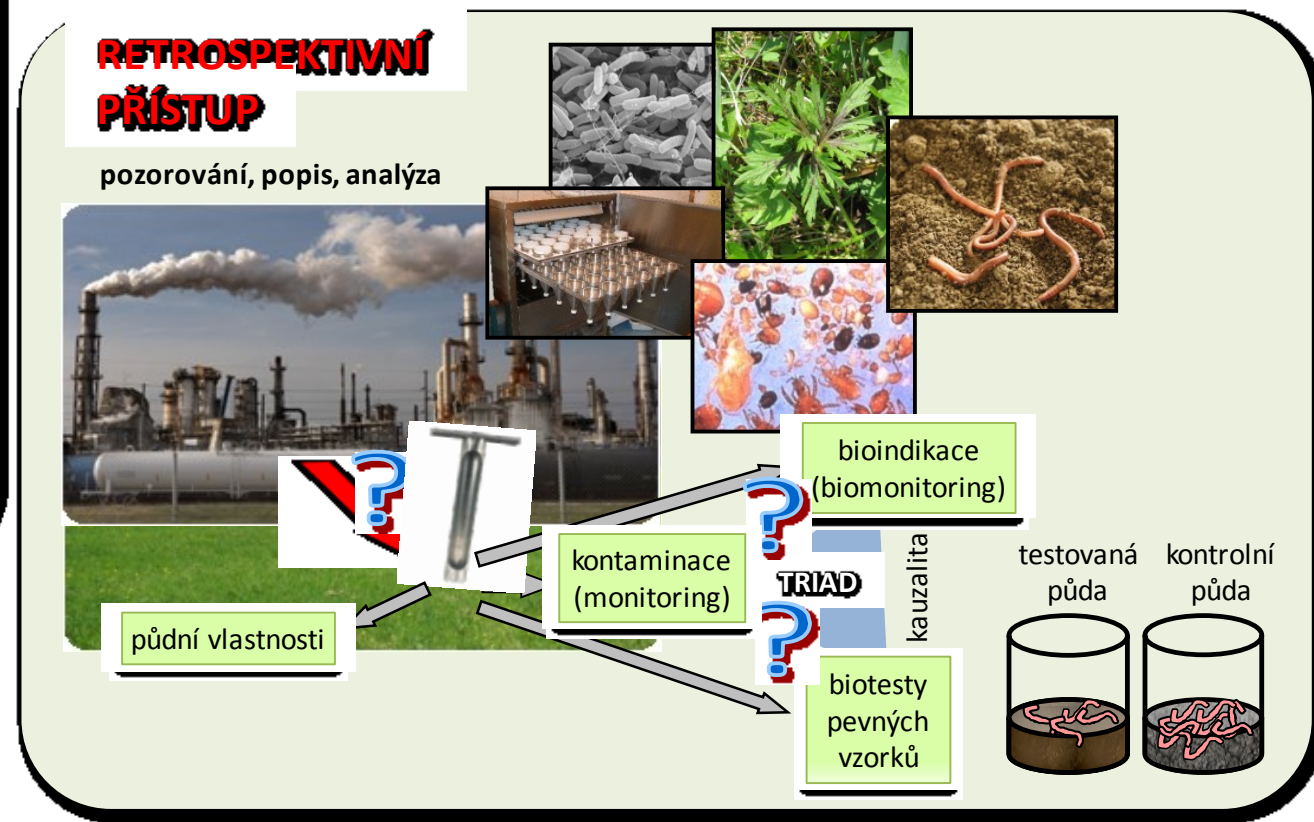 RETROSPEKTIVNÍ
PŘÍSTUP
pozorování, popis, analýza
bioindikace
(biomonitoring)
kontaminace
(monitoring)
TRIAD
kauzalita
testovaná
půda
kontrolní
půda
půdní vlastnosti
biotesty
pevných
vzorků